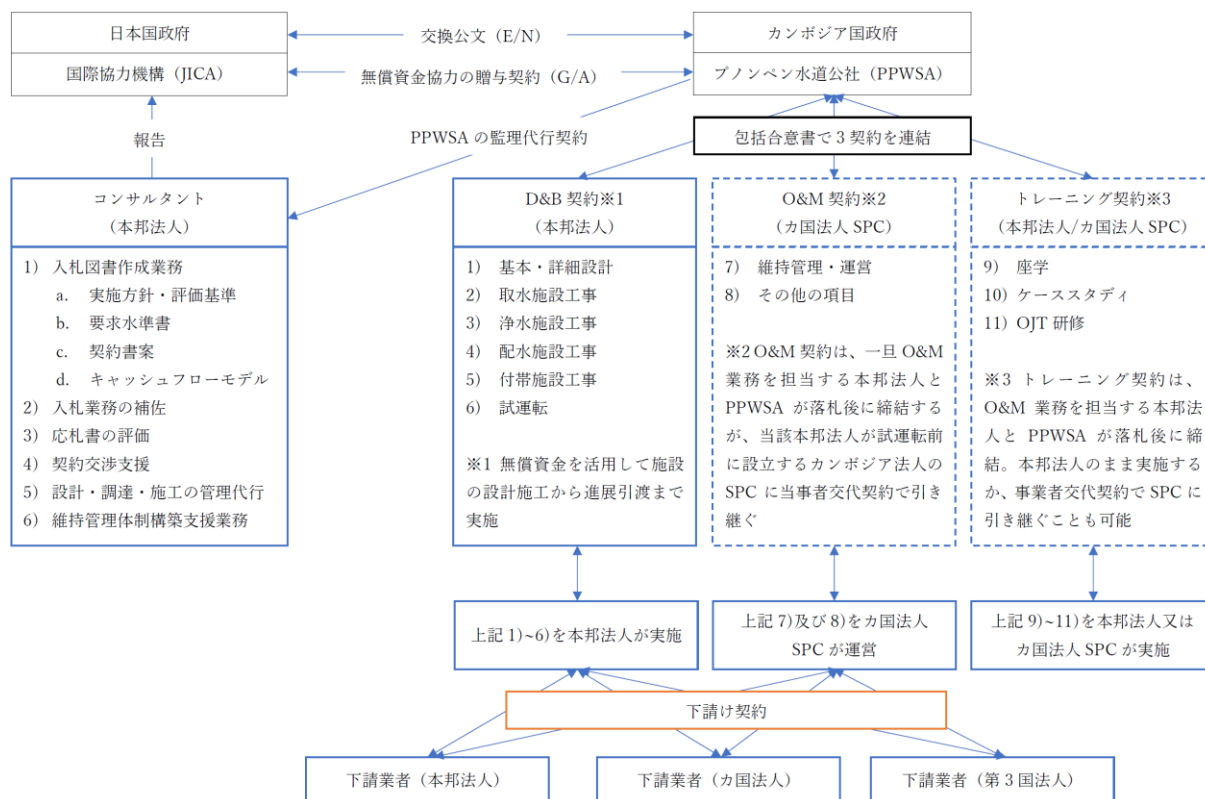 日本国政府
交換公文（E/N）
カンボジア国政府
国際協力機構（JICA）
無償資金協力の贈与契約（G/A）
プノンペン水道公社（PPWSA）
報告
PPWSA の監理代行契約
包括合意書で 3 契約を連結
コンサルタント
（本邦法人）
1) 入札図書作成業務
a. 実施方針・評価基準
b. 要求水準書
c. 契約書案
d. キャッシュフローモデル
2) 入札業務の補佐
3) 応札書の評価
4) 契約交渉支援
5) 設計・調達・施工の管理代行
6) 維持管理体制構築支援業務
D&B 契約※1
（本邦法人）
1) 基本・詳細設計
2) 取水施設工事
3) 浄水施設工事
4) 配水施設工事
5) 付帯施設工事
6) 試運転
※1 無償資金を活用して施設
の設計施工から進展引渡まで
実施
O&M 契約※2
（カ国法人 SPC）
7) 維持管理・運営
8) その他の項目
※2 O&M 契約は、一旦 O&M
業務を担当する本邦法人と
PPWSA が落札後に締結する
が、当該本邦法人が試運転前
に設立するカンボジア法人の
SPC に当事者交代契約で引き
継ぐ
トレーニング契約※3
（本邦法人/カ国法人 SPC）
9) 座学
10) ケーススタディ
11) OJT 研修
※3 トレーニング契約は、
O&M 業務を担当する本邦法
人と PPWSA が落札後に締
結。本邦法人のまま実施する
か、事業者交代契約で SPC に
引き継ぐことも可能
上記 1)~6)を本邦法人が実施
上記 7)及び 8)をカ国法人
SPC が運営
上記 9)~11)を本邦法人又は
カ国法人 SPC が実施
下請け契約
下請業者（本邦法人）
下請業者（カ国法人）
下請業者（第 3 国法人）